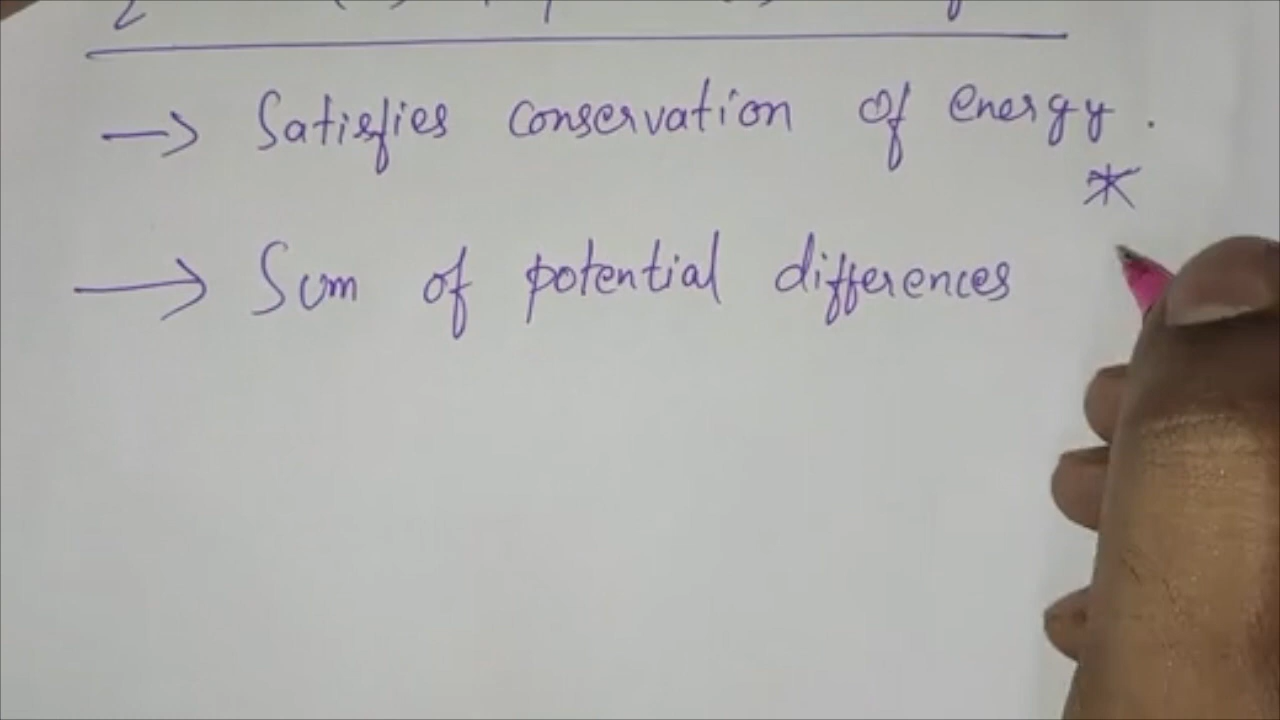 → Satisfies conservation of energy.
*
→ Sum of potential differences